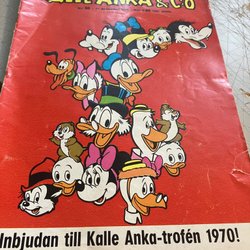 KALLE ANKA & C:O
Inbjudan till Kalle Anka-trofén 1970!